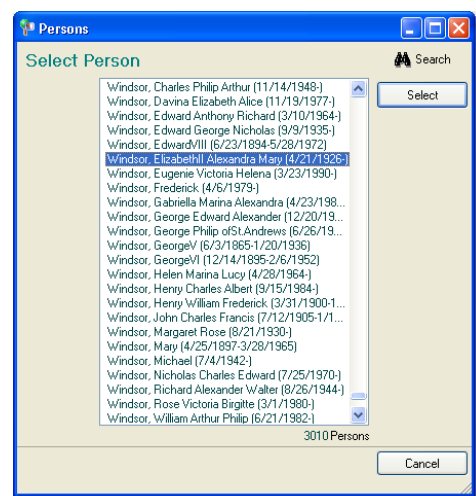 Persons
Select Person
Search
Windsor, Charles Philip Arthur (11/14/1948-)
Windsor, Davina Elizabeth Alice (11/19/1977-)
Windsor, Edward Anthony Richard (3/10/1964-)
Windsor, Edward George Nicholas (9/9/1935-)
Windsor, EdwardVIII (6/23/1894-5/28/1972)
Windsor, ElizabethII Alexandra Mary (4/21/1926-)
Windsor, Eugenie Victoria Helena (3/23/1990-)
Windsor, Frederick (4/6/1979-)
Windsor, Gabriella Marina Alexandra (4/23/198...
Windsor, George Edward Alexander (12/20/19...
Windsor, George Philip ofSt.Andrews (6/26/19...
Windsor, GeorgeV (6/3/1865-1/20/1936)
Windsor, GeorgeVI (12/14/1895-2/6/1952)
Windsor, Helen Marina Lucy (4/28/1964-)
Windsor, Henry Charles Albert (9/15/1984-)
Windsor, Henry William Frederick (3/31/1900-1...
Windsor, John Charles Francis (7/12/1905-1/1...
Windsor, Margaret Rose (8/21/1930-)
Windsor, Mary (4/25/1897-3/28/1965)
Windsor, Michael (7/4/1942-)
Windsor, Nicholas Charles Edward (7/25/1970-)
Windsor, Richard Alexander Walter (8/26/1944-)
Windsor, Rose Victoria Birgitte (3/1/1980-)
Windsor, William Arthur Philip (6/21/1982-)
Select
3010 Persons
Cancel